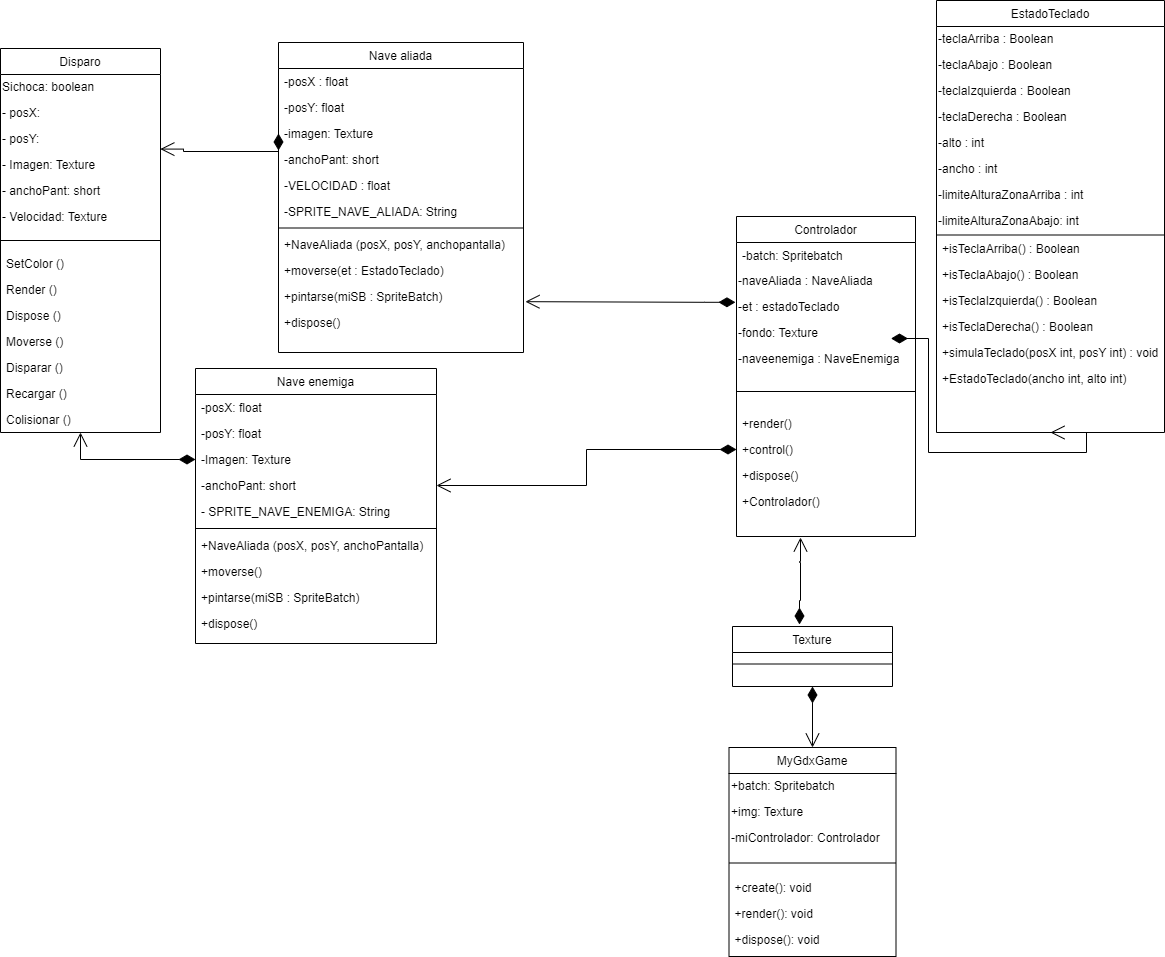 Disparo
Sichoca: boolean
- posX:
- posY:
- Imagen: Texture
- anchoPant: short
- Velocidad: Texture
SetColor ()
Render ()
Dispose ()
Moverse ()
Disparar ()
Recargar ()
Colisionar ()
Nave aliada
-posX : float
-posY: float
-imagen: Texture
-anchoPant: short
-VELOCIDAD : float
-SPRITE_NAVE_ALIADA: String
+NaveAliada (posX, posY, anchopantalla)
+moverse(et : EstadoTeclado)
+pintarse(miSB : SpriteBatch)
+dispose()
Nave enemiga
-posX: float
-posY: float
-Imagen: Texture
-anchoPant: short
- SPRITE_NAVE_ENEMIGA: String
+NaveAliada (posX, posY, anchoPantalla)
+moverse()
+pintarse(miSB : SpriteBatch)
+dispose()
Controlador
-batch: Spritebatch
-naveAliada : NaveAliada
-et : estadoTeclado
-fondo: Texture
-naveenemiga : NaveEnemiga
+render()
+control()
+dispose()
+Controlador()
EstadoTeclado
-teclaArriba : Boolean
-teclaAbajo : Boolean
-teclaIzquierda : Boolean
-teclaDerecha : Boolean
-alto : int
-ancho : int
-limiteAlturaZonaArriba : int
-limiteAlturaZonaAbajo: int
+isTeclaArriba() : Boolean
+isTeclaAbajo() : Boolean
+isTeclaIzquierda() : Boolean
+isTeclaDerecha() : Boolean
+simulaTeclado(posX int, posY int) : void
+EstadoTeclado(ancho int, alto int)
Texture
MyGdxGame
+batch: Spritebatch
+img: Texture
-miControlador: Controlador
+create(): void
+render(): void
+dispose(): void